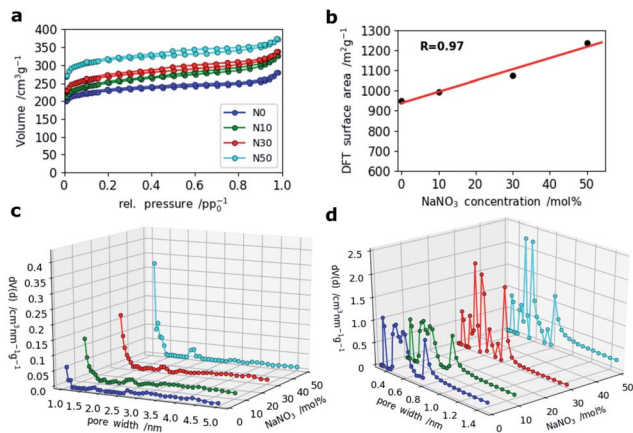 a
400
350
300
250
200
150
100
50
0
Volume /cm³g⁻¹
N0
N10
N30
N50
0.0 0.2 0.4 0.6 0.8 1.0
rel. pressure /pp₀⁻¹
b
1300
1200
1100
1000
900
800
700
600
DFT surface area /m²g⁻¹
R=0.97
0 10 20 30 40 50
NaNO₃ concentration /mol%
c
0.4
0.35
0.3
0.25
0.2
0.15
0.1
0.05
0.0
dV(d) /cm³nm⁻¹g⁻¹
1.0 1.5 2.0 2.5 3.0 3.5 4.0 4.5 5.0
pore width /nm
0 10 20 30 40 50
NaNO₃ /mol%
d
2.5
2.0
1.5
1.0
0.5
0
dV(d) /cm³nm⁻¹g⁻¹
0.4 0.6 0.8 1.0 1.2 1.4
pore width /nm
0 10 20 30 40 50
NaNO₃ /mol%